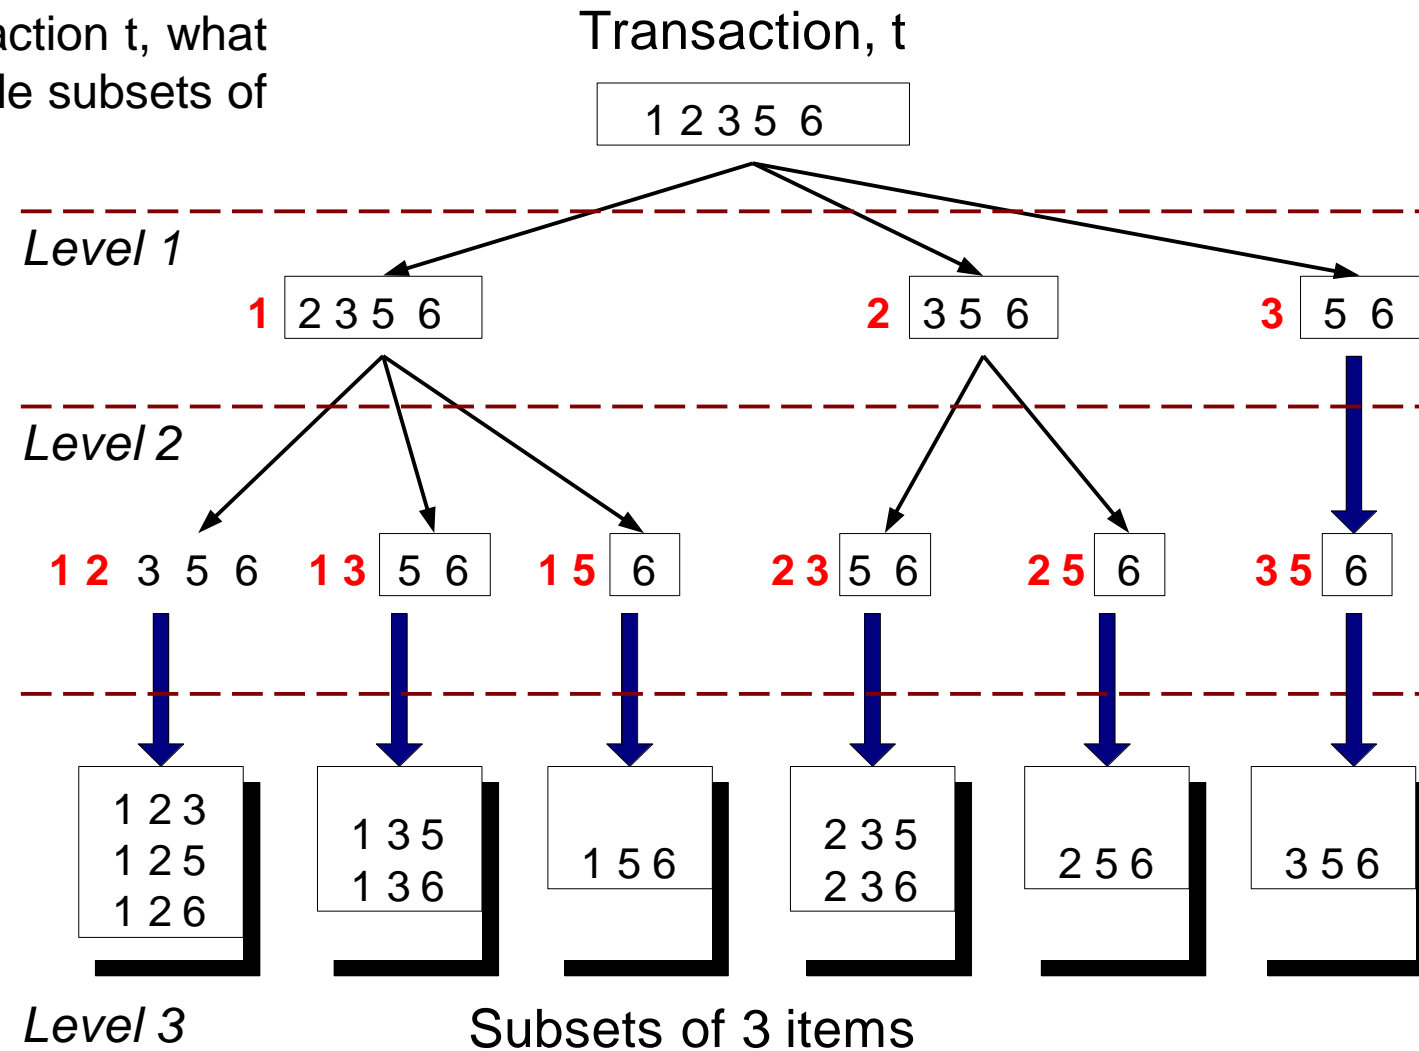 action t, what
le subsets of
Transaction, t
1 2 3 5 6
Level 1
1 2 3 5 6
2 3 5 6
3 5 6
Level 2
1 2 3 5 6
1 3 5 6
1 5 6
2 3 5 6
2 5 6
3 5 6
1 2 3
1 2 5
1 2 6
1 3 5
1 3 6
1 5 6
2 3 5
2 3 6
2 5 6
3 5 6
Level 3
Subsets of 3 items